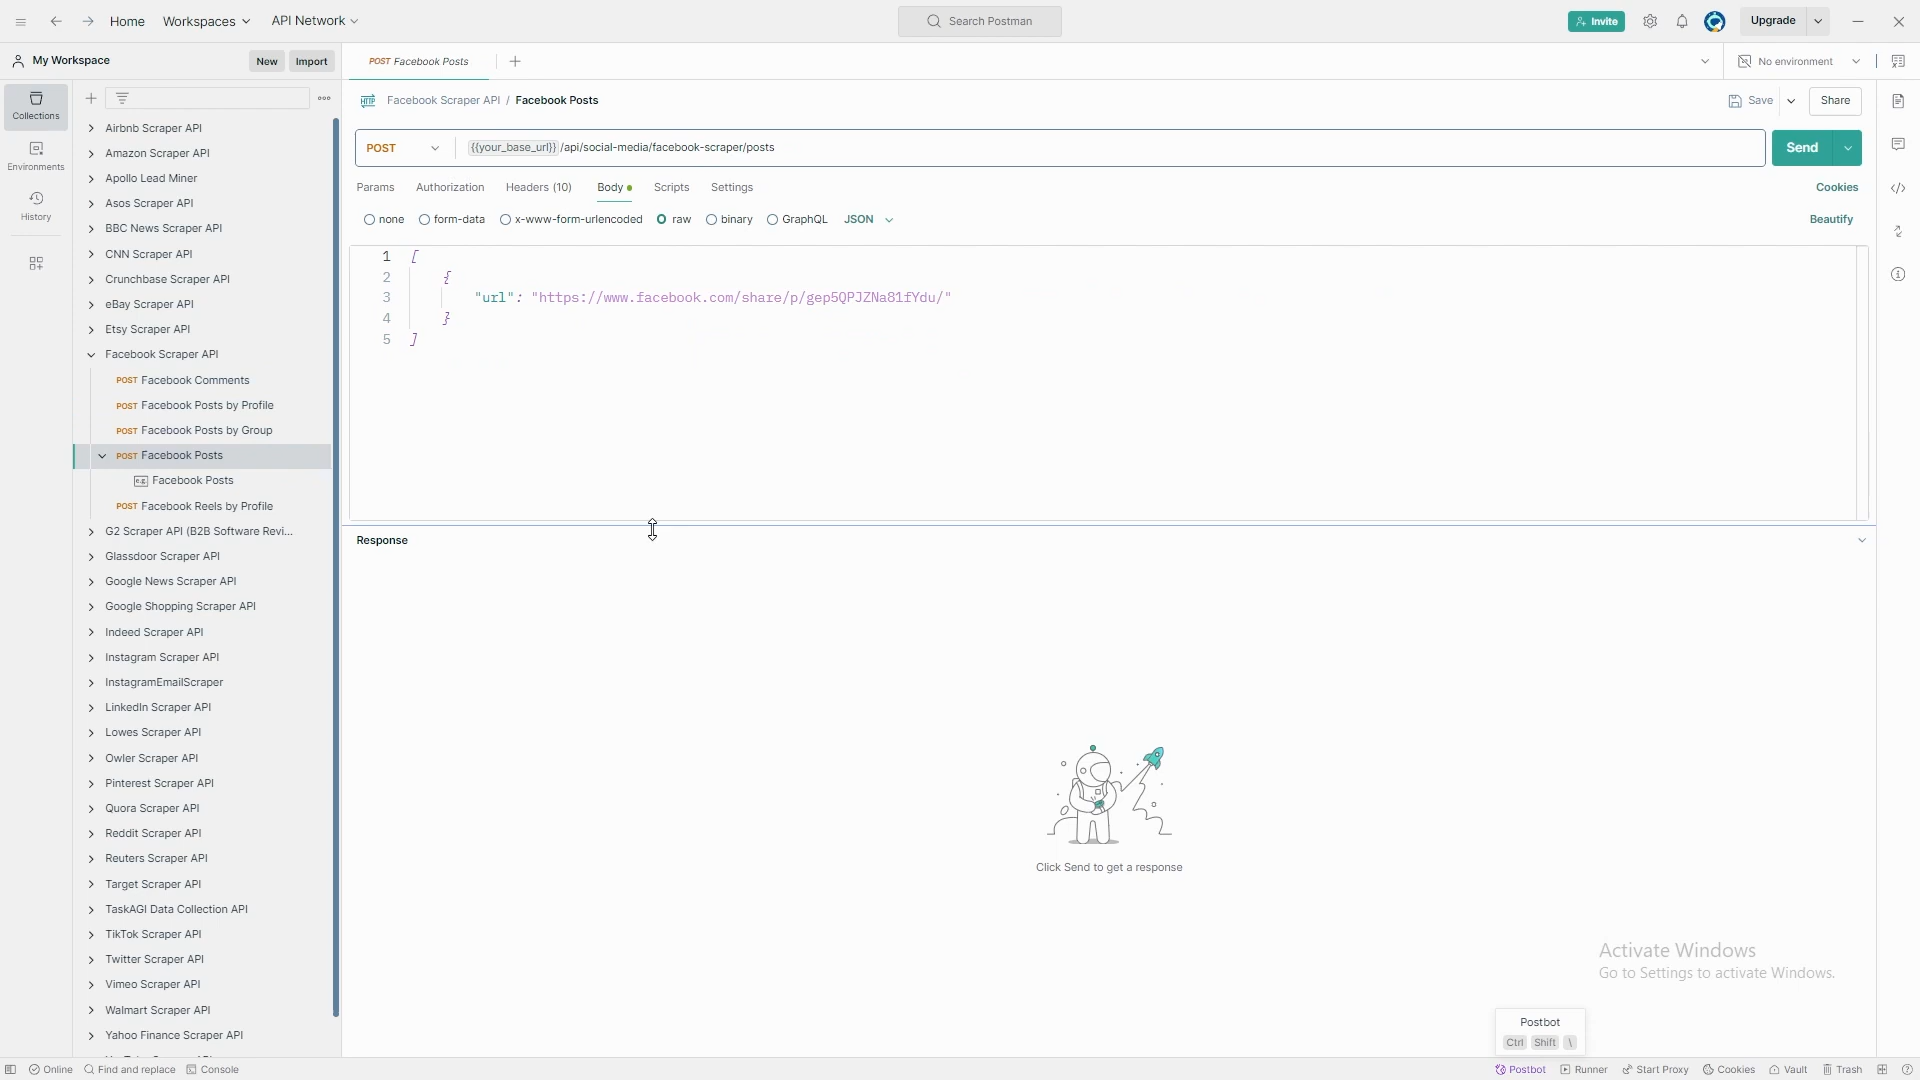 Home Workspaces API Network Search Postman Invite Upgrade
My Workspace New Import POST Facebook Posts No environment
Collections
Environments
History
Airbnb Scraper API
Amazon Scraper API
Apollo Lead Miner
Asos Scraper API
BBC News Scraper API
CNN Scraper API
Crunchbase Scraper API
eBay Scraper API
Etsy Scraper API
Facebook Scraper API
POST Facebook Comments
POST Facebook Posts by Profile
POST Facebook Posts by Group
POST Facebook Posts
e.g. Facebook Posts
POST Facebook Reels by Profile
G2 Scraper API (B2B Software Revi...
Glassdoor Scraper API
Google News Scraper API
Google Shopping Scraper API
Indeed Scraper API
Instagram Scraper API
InstagramEmailScraper
LinkedIn Scraper API
Lowes Scraper API
Owler Scraper API
Pinterest Scraper API
Quora Scraper API
Reddit Scraper API
Reuters Scraper API
Target Scraper API
TaskAGI Data Collection API
TikTok Scraper API
Twitter Scraper API
Vimeo Scraper API
Walmart Scraper API
Yahoo Finance Scraper API
HTTP Facebook Scraper API / Facebook Posts Save Share
POST {{your_base_url}} /api/social-media/facebook-scraper/posts Send
Params Authorization Headers (10) Body Scripts Settings Cookies
none form-data x-www-form-urlencoded raw binary GraphQL JSON Beautify
1 [
2 {
3 "url": "https://www.facebook.com/share/p/gep5QPJZNa81fYdu/"
4 }
5 ]
Response
Click Send to get a response
Activate Windows
Go to Settings to activate Windows.
Postbot
Ctrl Shift \
Online Find and replace Console Postbot Runner Start Proxy Cookies Vault Trash